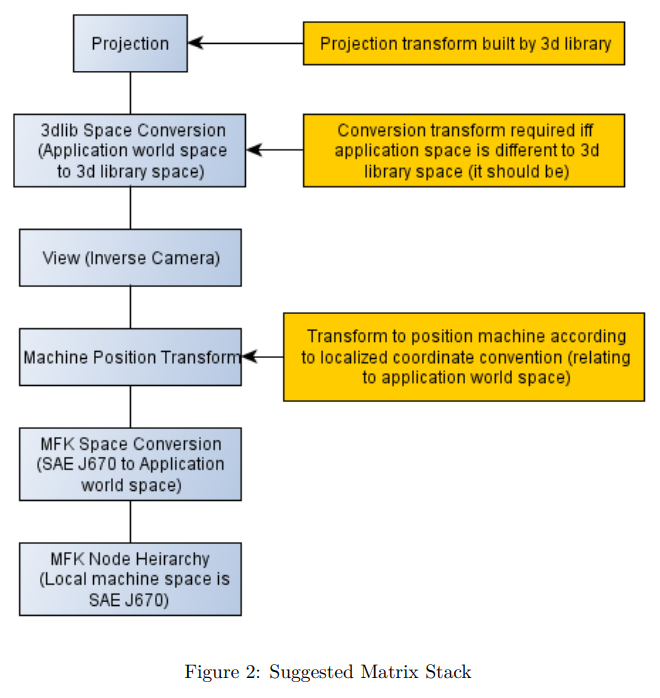 Projection
Projection transform built by 3d library
3dlib Space Conversion
(Application world space
to 3d library space)
Conversion transform required iff
application space is different to 3d
library space (it should be)
View (Inverse Camera)
Machine Position Transform
Transform to position machine according
to localized coordinate convention (relating
to application world space)
MFK Space Conversion
(SAE J670 to Application
world space)
MFK Node Heirarchy
(Local machine space is
SAE J670)
Figure 2: Suggested Matrix Stack